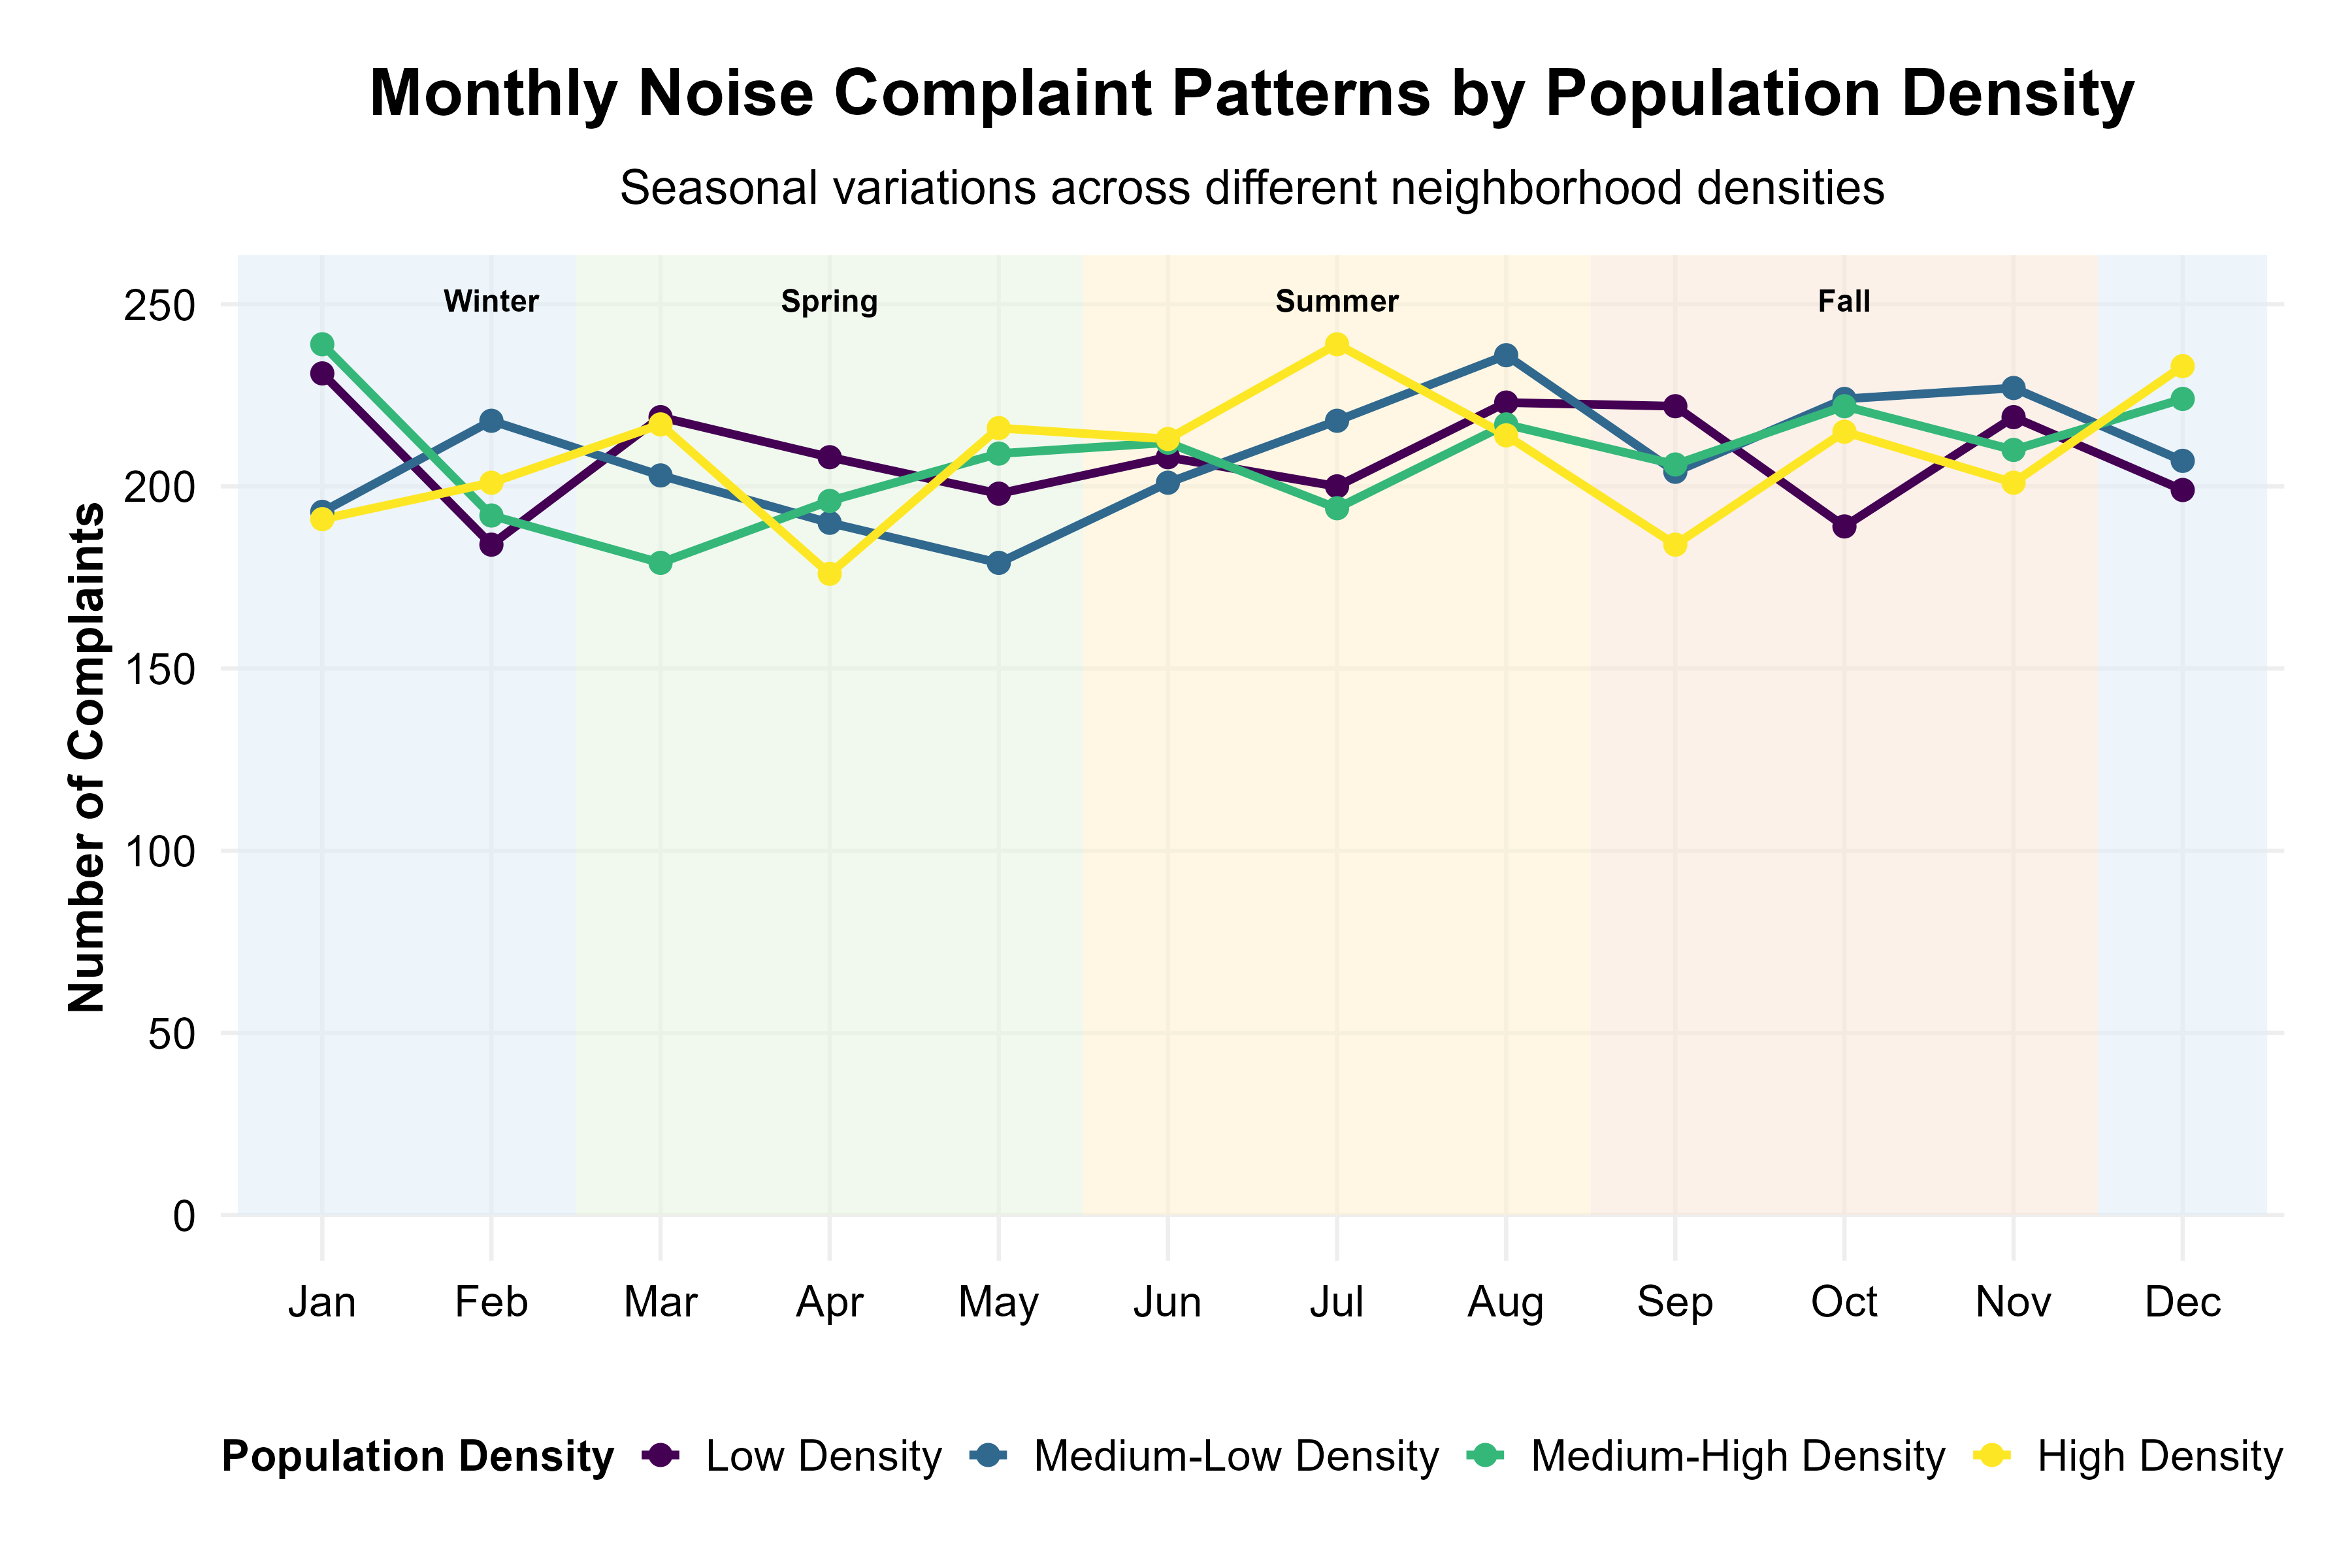 Monthly Noise Complaint Patterns by Population Density
Seasonal variations across different neighborhood densities
Number of Complaints
250
200
150
100
50
0
Winter
Spring
Summer
Fall
Jan
Feb
Mar
Apr
May
Jun
Jul
Aug
Sep
Oct
Nov
Dec
Population Density
Low Density
Medium-Low Density
Medium-High Density
High Density